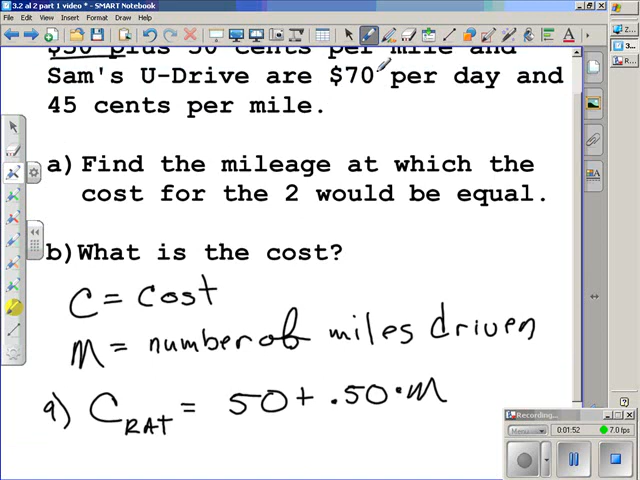 3.2 al 2 part 1 video * - SMART Notebook
File Edit View Insert Format Tools Draw Help
$50 plus 50 cents per mile and
Sam's U-Drive are $70 per day and
45 cents per mile.
a) Find the mileage at which the
cost for the 2 would be equal.
b) What is the cost?
C = cost
M = number of miles driven
a) C RAT = 50 + .50 · M
Recording...
Menu
0:01:52
7.0 fps